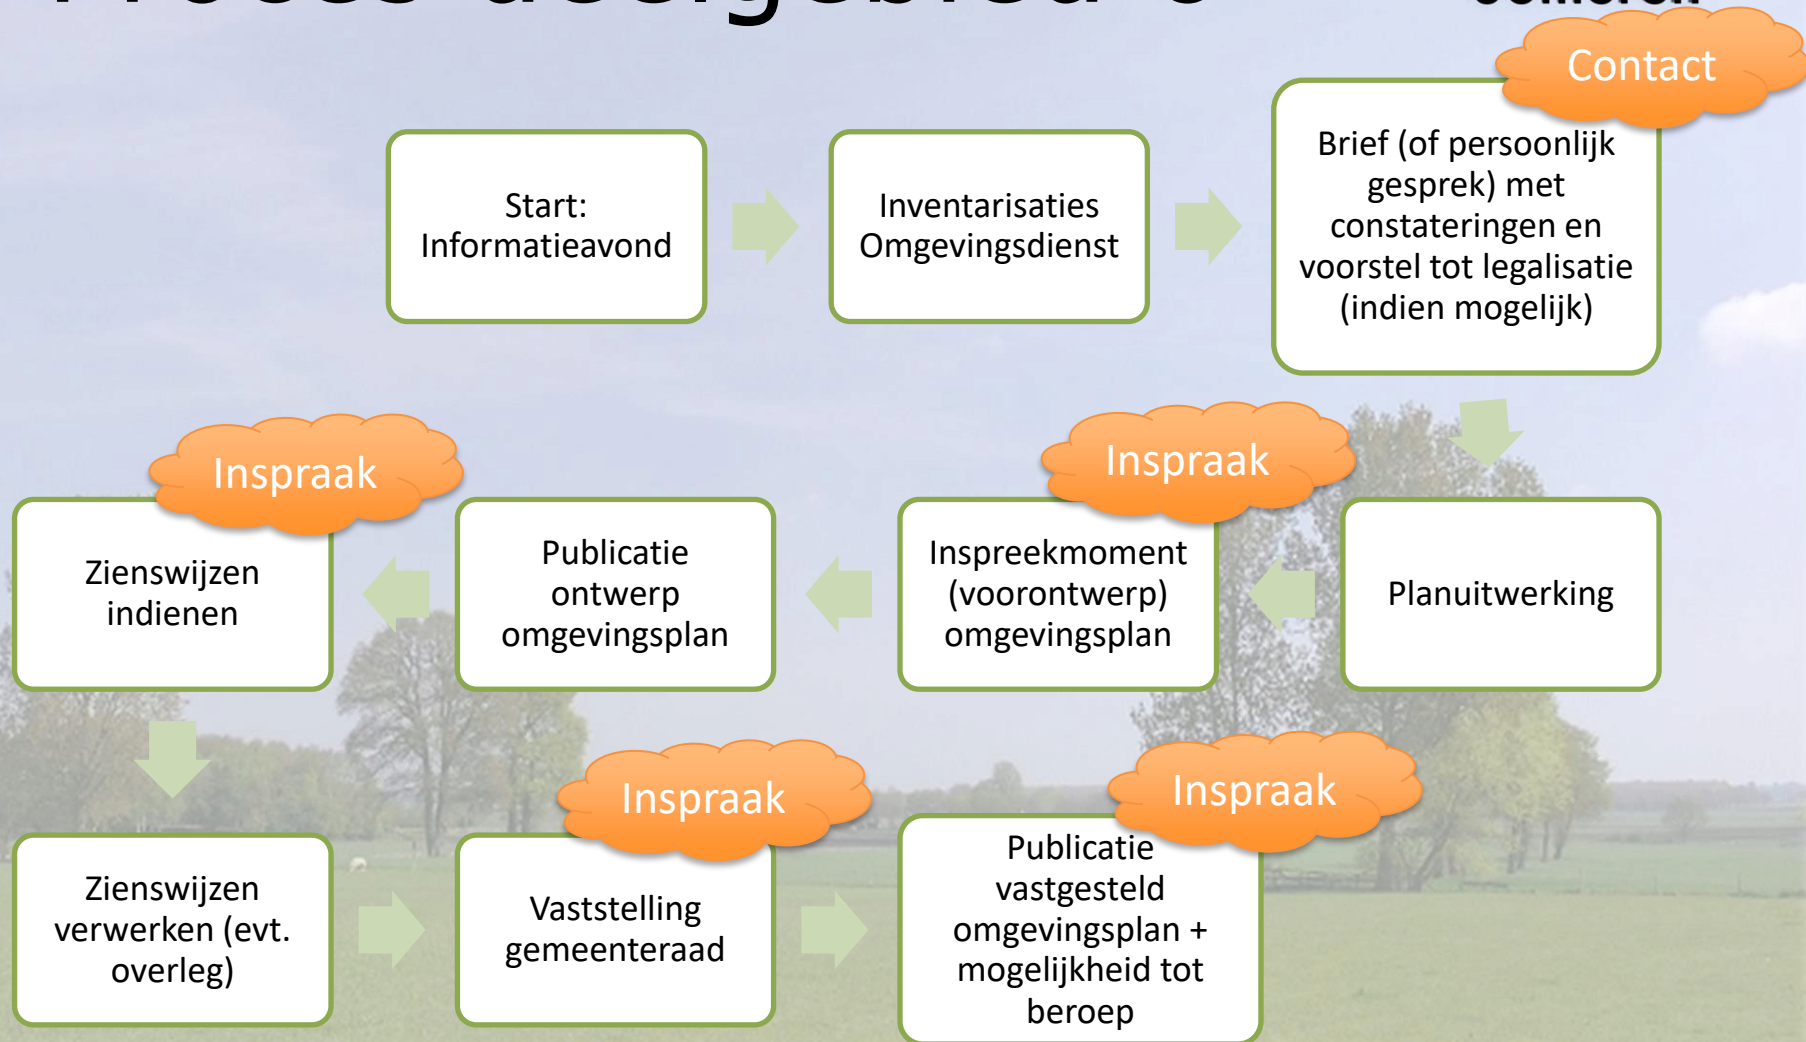 Contact
Start:
Informatieavond
Inventarisaties
Omgevingsdienst
Brief (of persoonlijk
gesprek) met
constateringen en
voorstel tot legalisatie
(indien mogelijk)
Planuitwerking
Inspraak
Inspreekmoment
(voorontwerp)
omgevingsplan
Publicatie
ontwerp
omgevingsplan
Inspraak
Zienswijzen
indienen
Zienswijzen
verwerken (evt.
overleg)
Inspraak
Vaststelling
gemeenteraad
Inspraak
Publicatie
vastgesteld
omgevingsplan +
mogelijkheid tot
beroep